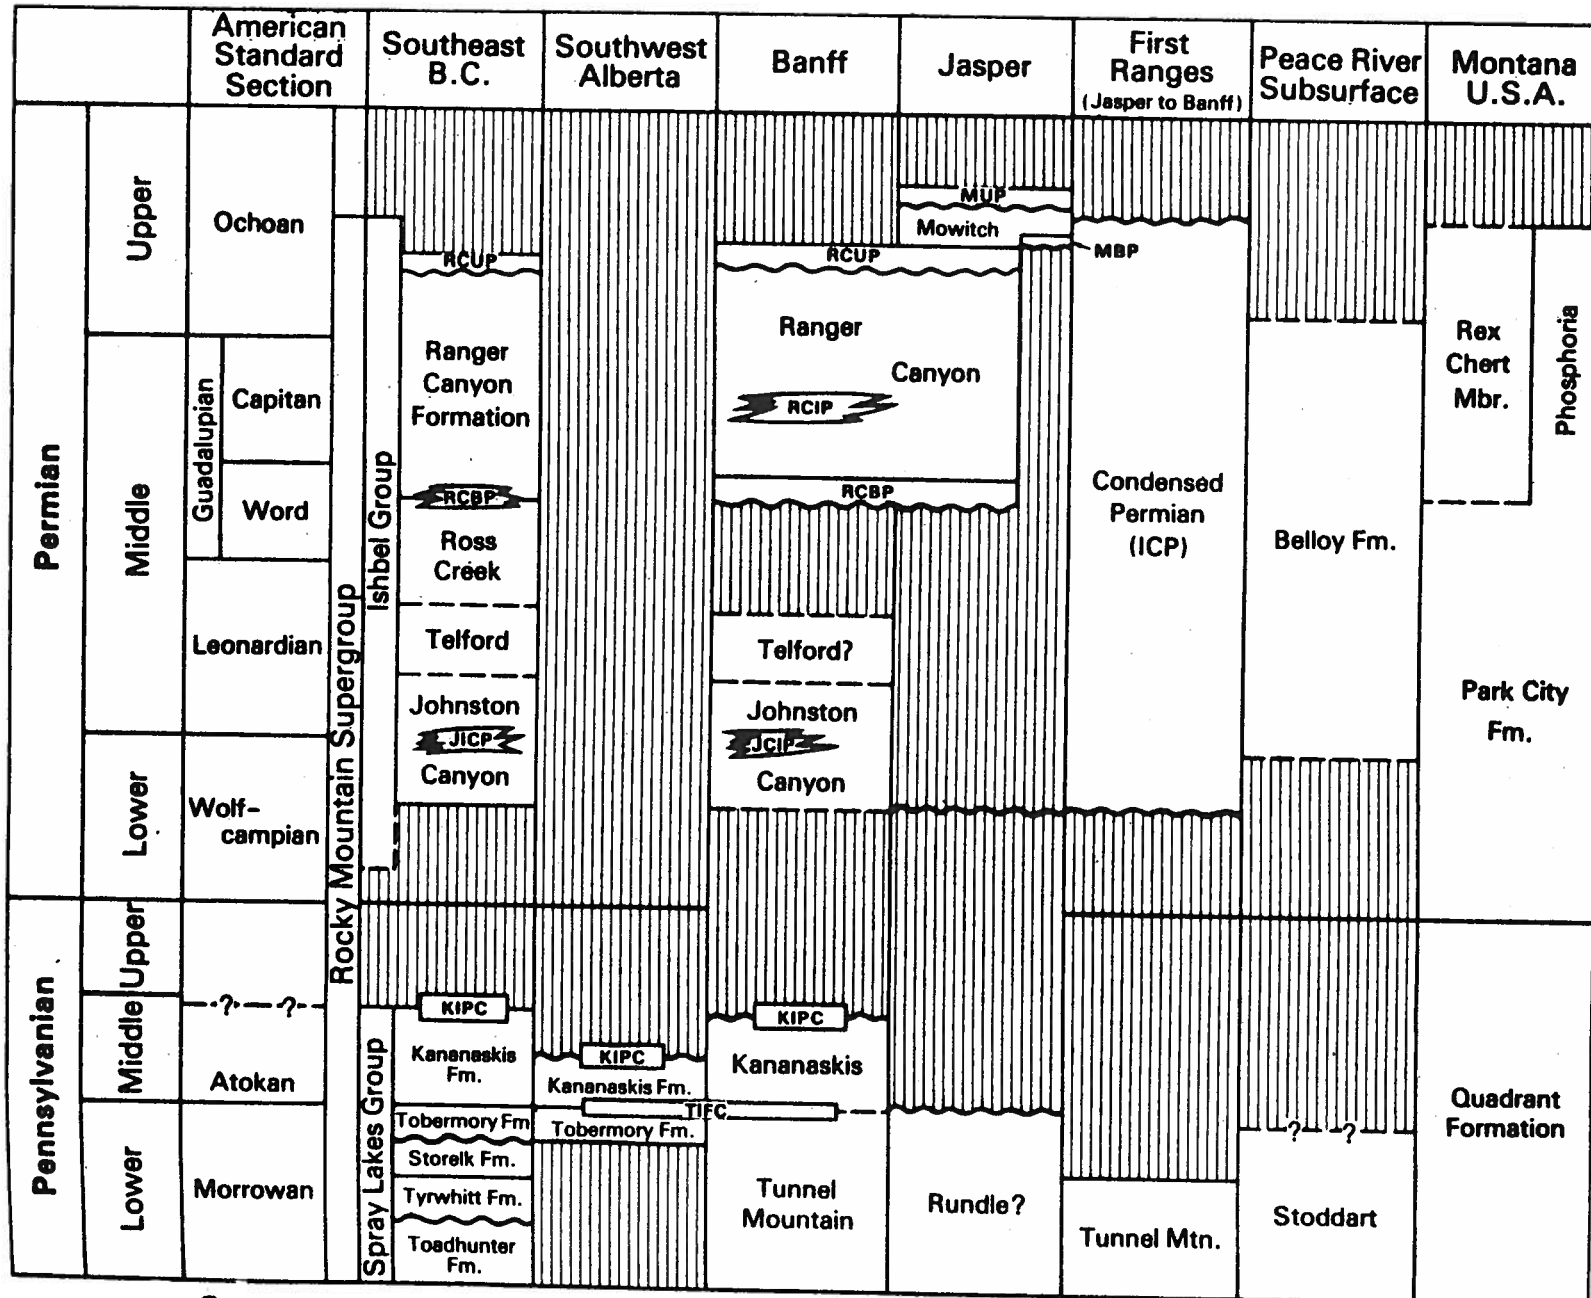 American
Standard
Section
Southeast
B.C.
Southwest
Alberta
Banff
Jasper
First
Ranges
(Jasper to Banff)
Peace River
Subsurface
Montana
U.S.A.
Permian
Upper
Middle
Lower
Ochoan
Guadalupian
Capitan
Word
Leonardian
Wolf-
campian
Pennsylvanian
Upper
Middle
Lower
-?- -?-
Atokan
Morrowan
Rocky Mountain Supergroup
Ishbel Group
Spray Lakes Group
RCUP
Ranger
Canyon
Formation
RCBP
Ross
Creek
Telford
Johnston
JICP
Canyon
KIPC
Kananaskis
Fm.
Tobermory Fm
Storelk Fm.
Tyrwhitt Fm.
Toadhunter
Fm.
KIPC
Kananaskis Fm.
TIFC
Tobermory Fm.
RCUP
Ranger
Canyon
RCIP
RCBP
Telford?
Johnston
JCIP
Canyon
KIPC
Kananaskis
Tunnel
Mountain
MUP
Mowitch
MBP
Rundle?
Condensed
Permian
(ICP)
Tunnel Mtn.
Belloy Fm.
? ?
Stoddart
Rex
Chert
Mbr.
Phosphoria
Park City
Fm.
Quadrant
Formation